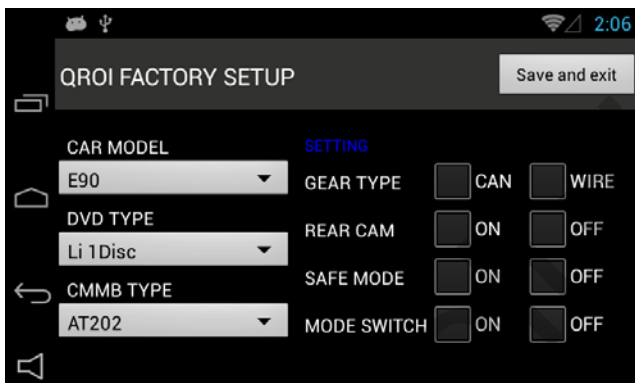 2:06
QROI FACTORY SETUP
Save and exit
CAR MODEL
E90
DVD TYPE
Li 1Disc
CMMB TYPE
AT202
SETTING
GEAR TYPE CAN WIRE
REAR CAM ON OFF
SAFE MODE ON OFF
MODE SWITCH ON OFF